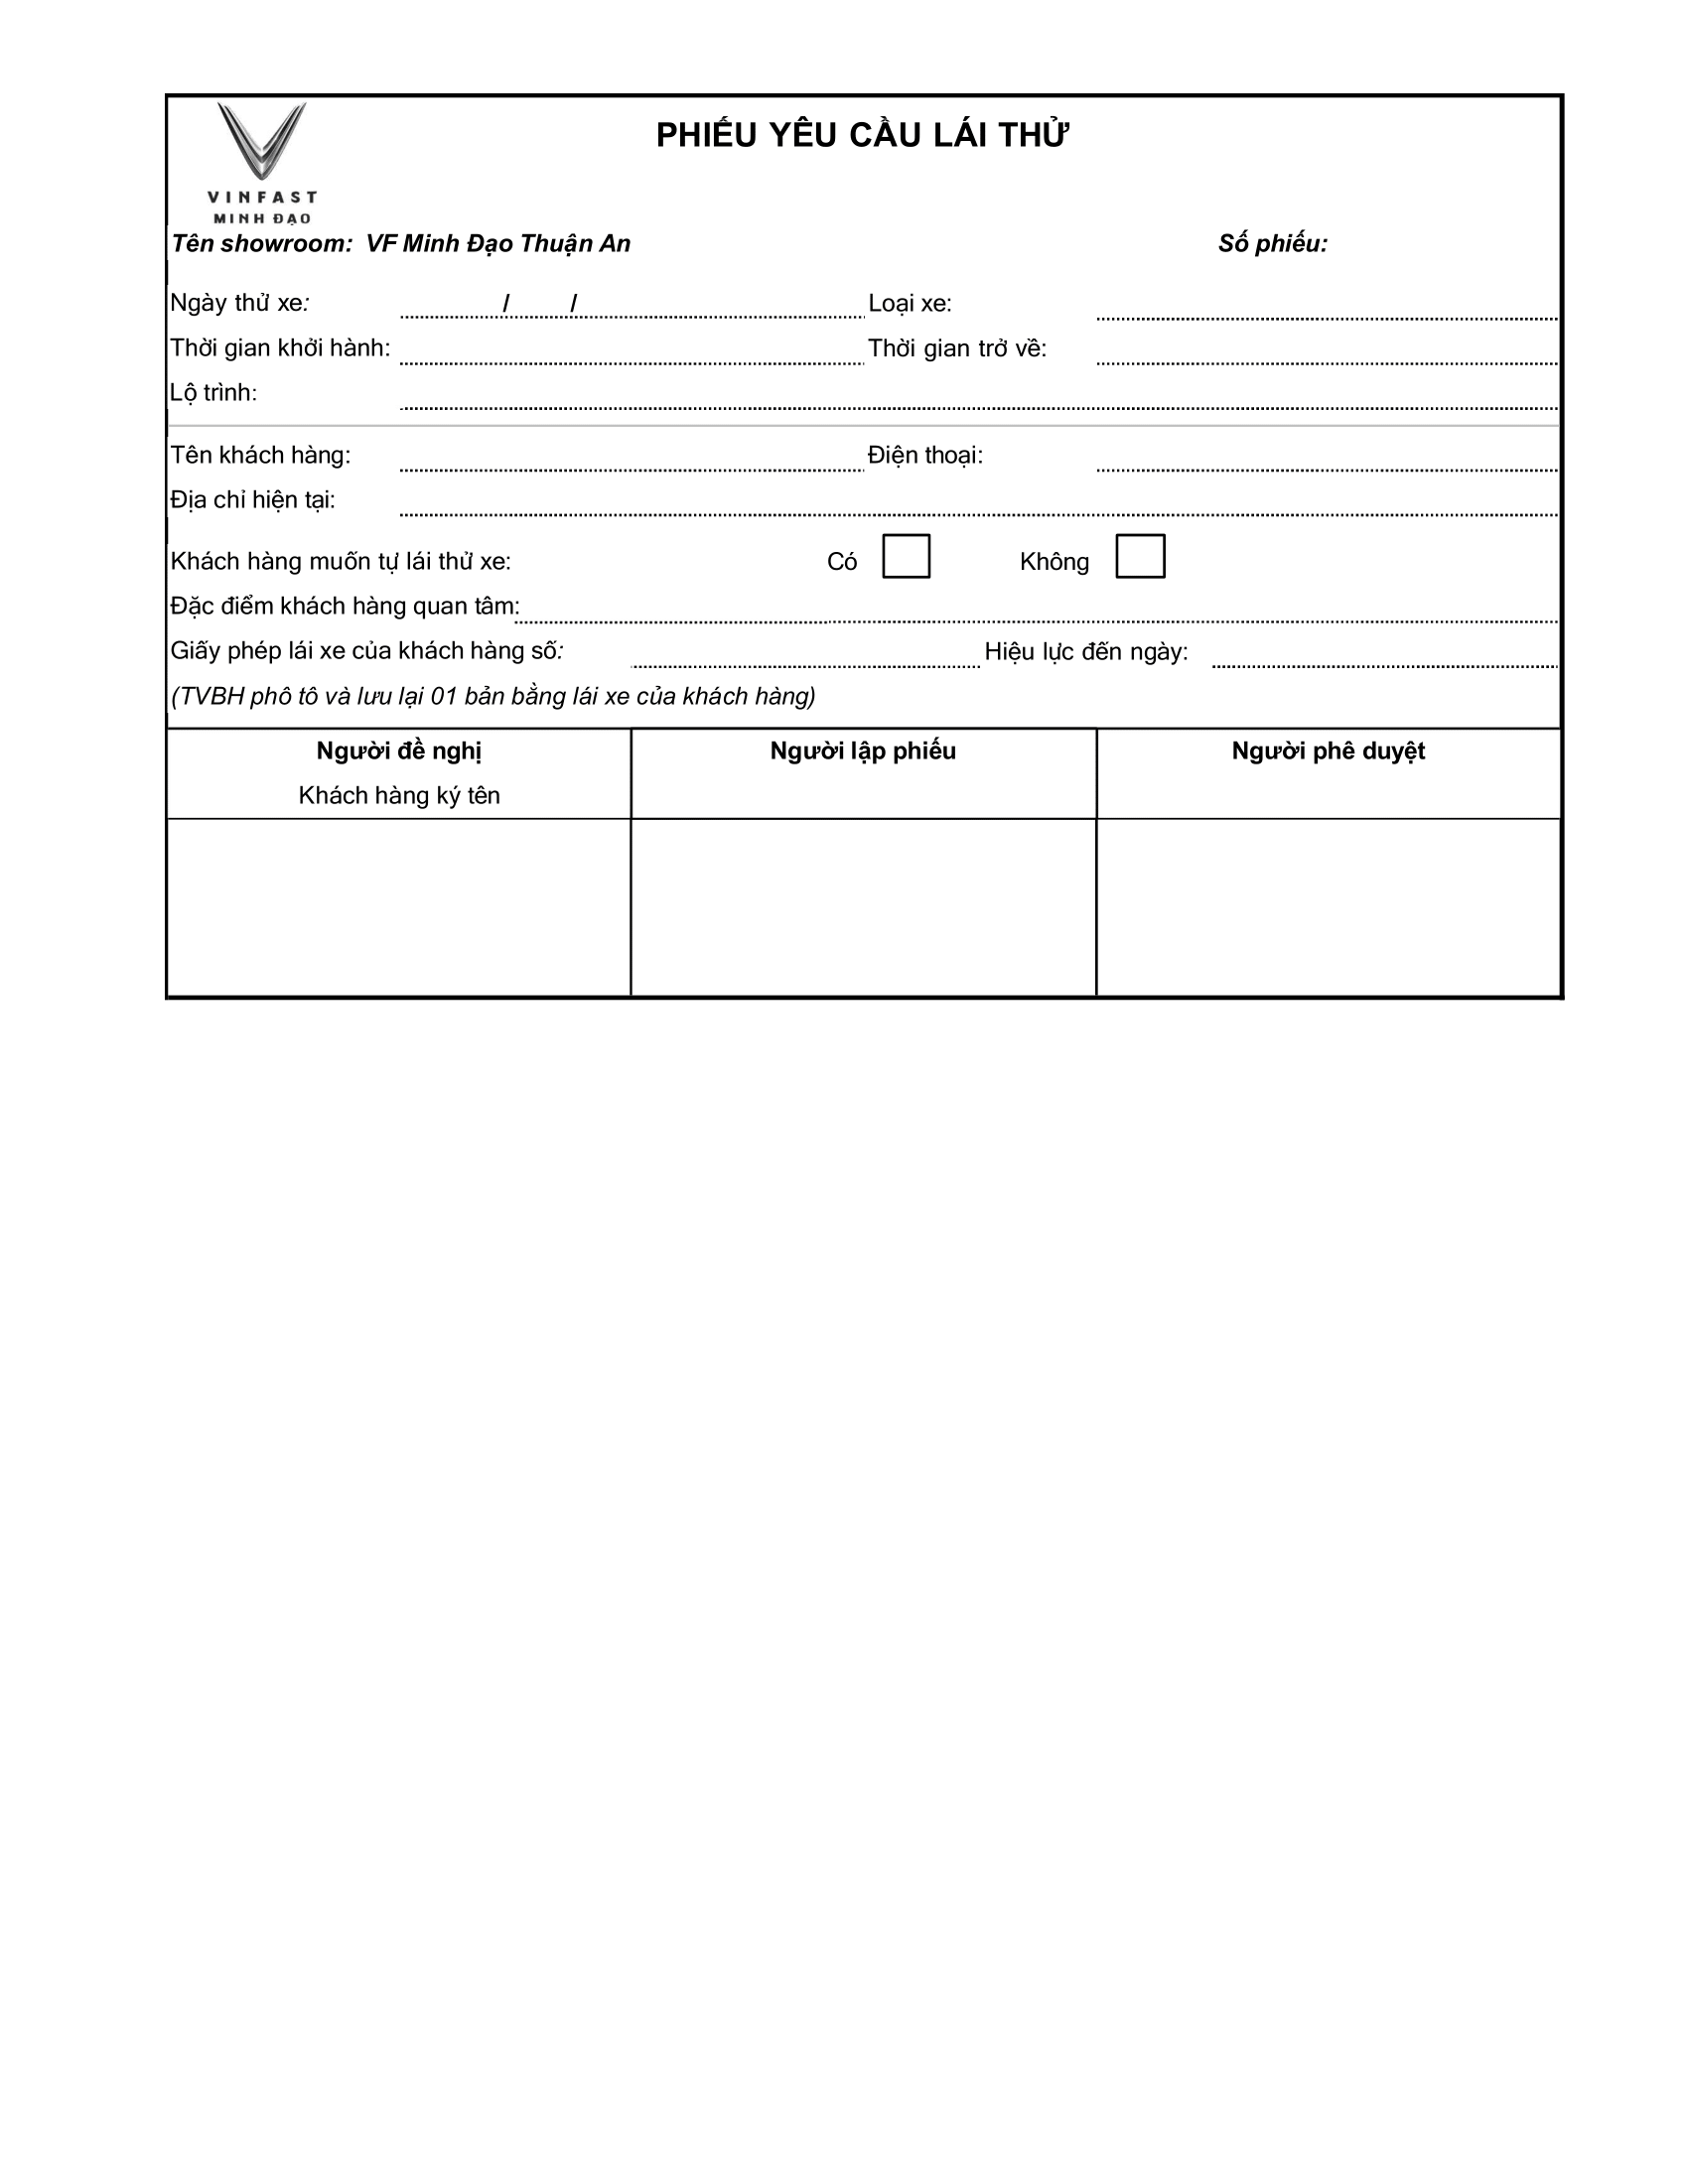 PHIẾU YÊU CẦU LÁI THỬ
VINFAST
MINH ĐẠO
Tên showroom: VF Minh Đạo Thuận An Số phiếu:
Ngày thử xe: / / Loại xe:
Thời gian khởi hành: Thời gian trở về:
Lộ trình:
Tên khách hàng: Điện thoại:
Địa chỉ hiện tại:
Khách hàng muốn tự lái thử xe: Có Không
Đặc điểm khách hàng quan tâm:
Giấy phép lái xe của khách hàng số: Hiệu lực đến ngày:
(TVBH phô tô và lưu lại 01 bản bằng lái xe của khách hàng)
Người đề nghị Người lập phiếu Người phê duyệt
Khách hàng ký tên